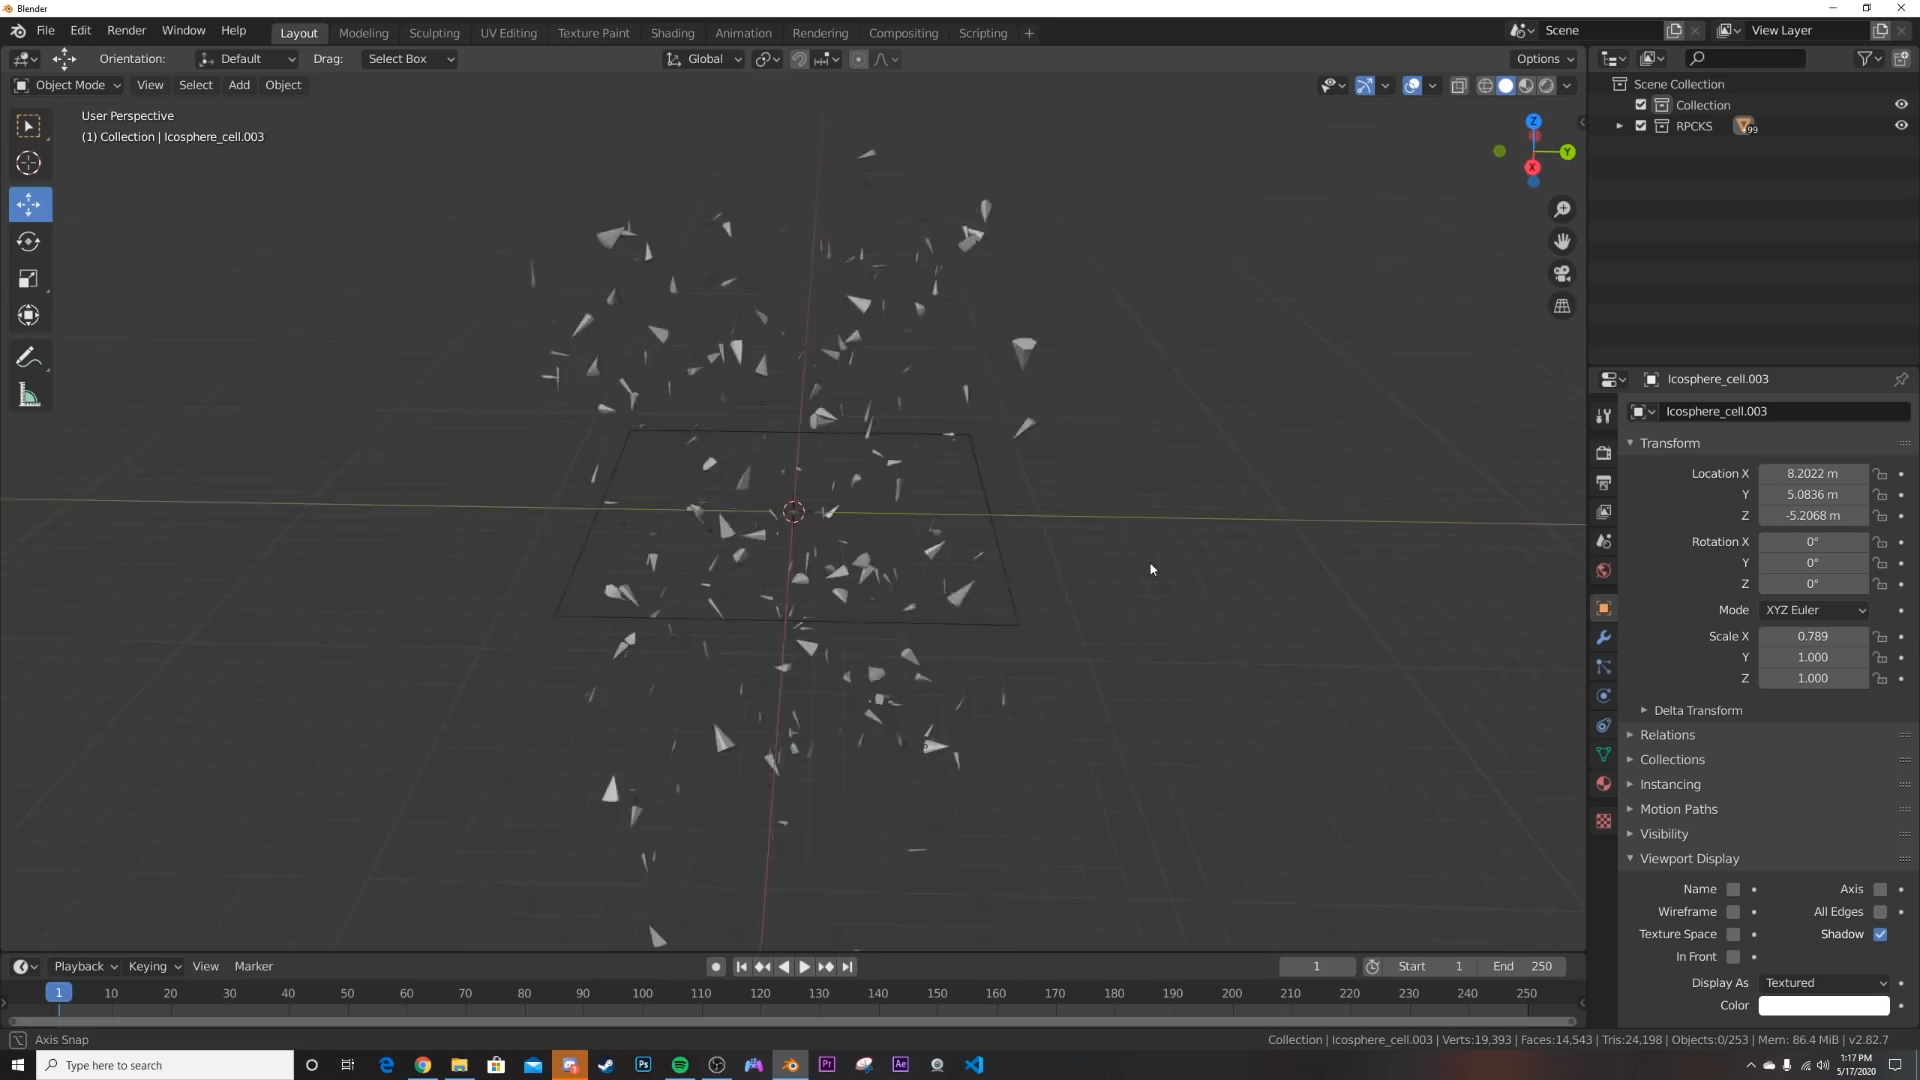 Blender
File Edit Render Window Help Layout Modeling Sculpting UV Editing Texture Paint Shading Animation Rendering Compositing Scripting + Scene View Layer
Orientation: Default Drag: Select Box Global Options
Object Mode View Select Add Object
User Perspective
(1) Collection | Icosphere_cell.003
Z
Y
X
Scene Collection
Collection
RPCKS 99
Icosphere_cell.003
Icosphere_cell.003
Transform
Location X 8.2022 m
Y 5.0836 m
Z -5.2068 m
Rotation X 0°
Y 0°
Z 0°
Mode XYZ Euler
Scale X 0.789
Y 1.000
Z 1.000
Delta Transform
Relations
Collections
Instancing
Motion Paths
Visibility
Viewport Display
Name Axis
Wireframe All Edges
Texture Space Shadow
In Front
Display As Textured
Color
Playback Keying View Marker 1 Start 1 End 250
1 10 20 30 40 50 60 70 80 90 100 110 120 130 140 150 160 170 180 190 200 210 220 230 240 250
Axis Snap
Collection | Icosphere_cell.003 | Verts:19,393 | Faces:14,543 | Tris:24,198 | Objects:0/253 | Mem: 86.4 MiB | v2.82.7
Type here to search
Ps
Pr
Ae
1:17 PM
5/17/2020